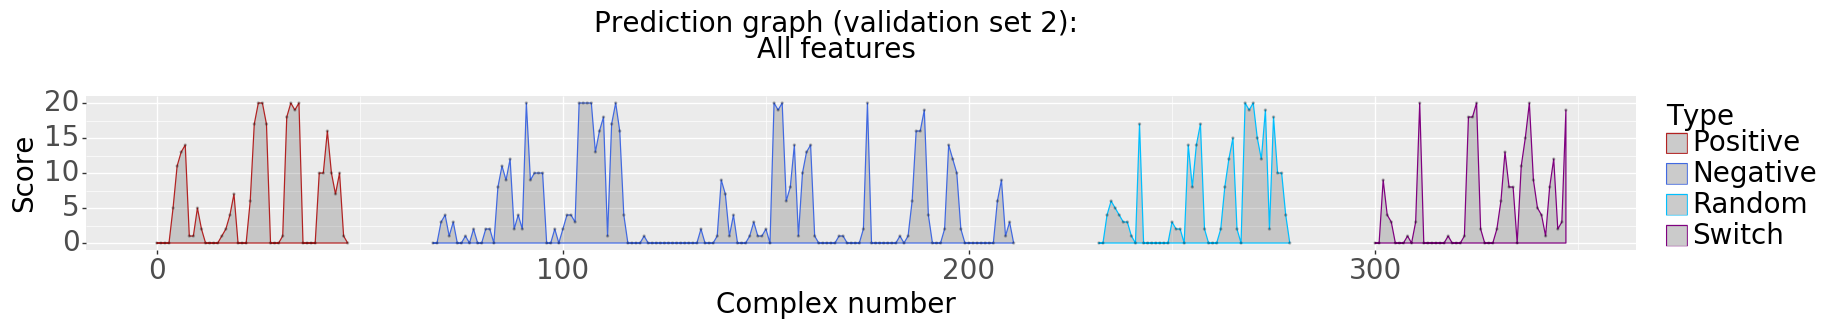 Prediction graph (validation set 2):
All features
Score
20
15
10
5
0
0 100 200 300
Complex number
Type
Positive
Negative
Random
Switch